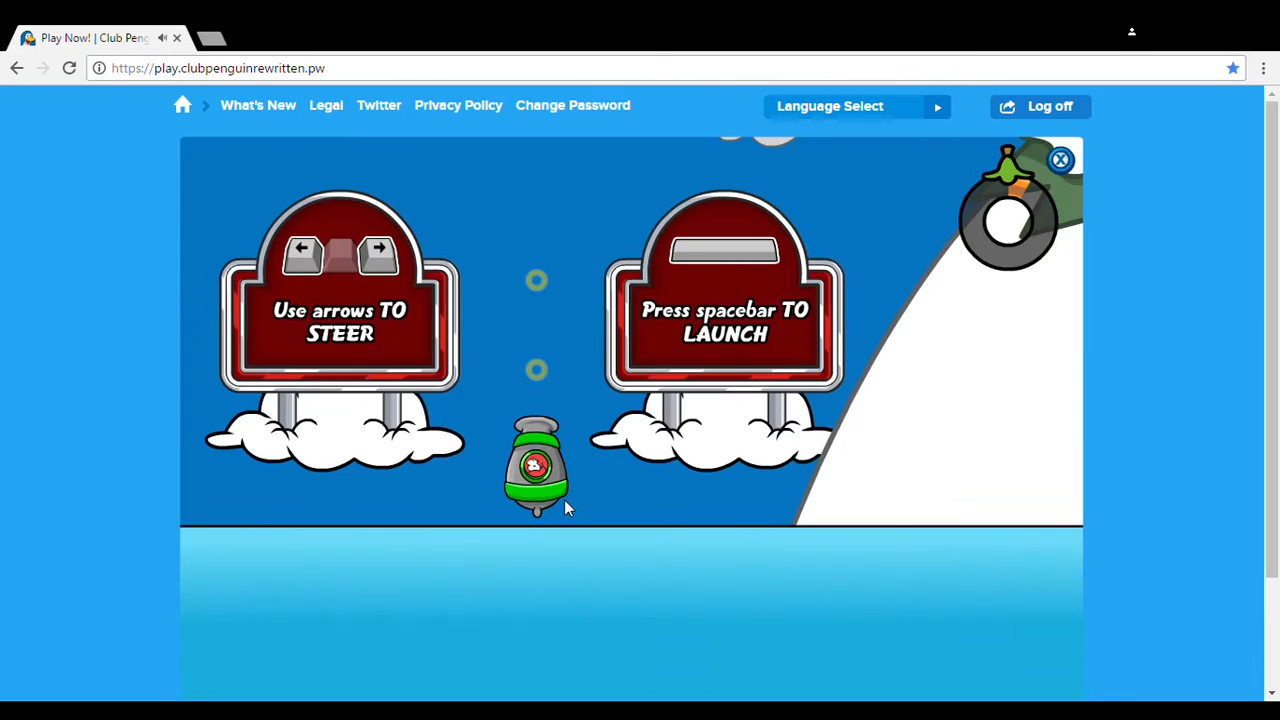 Play Now! | Club Peng
https://play.clubpenguinrewritten.pw
What's New
Legal
Twitter
Privacy Policy
Change Password
Language Select
Log off
Use arrows TO
STEER
Press spacebar TO
LAUNCH